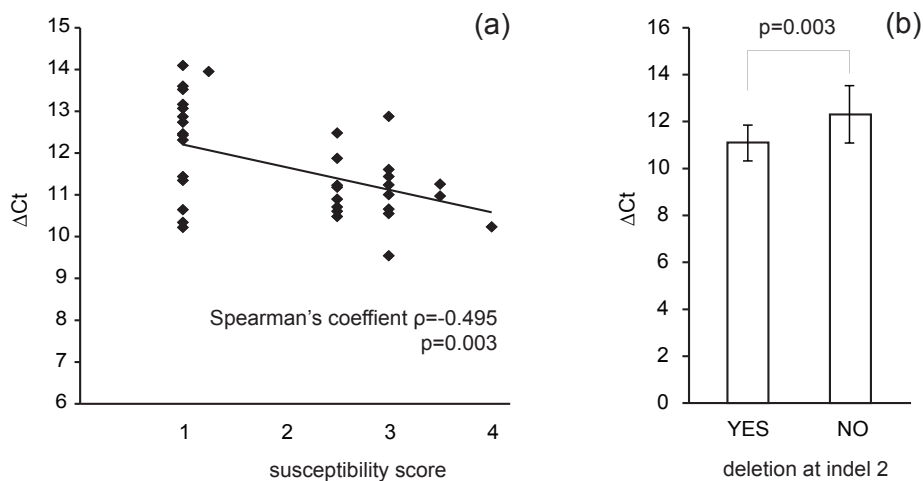 (a)
15
14
13
12
11
10
9
8
7
6
ΔCt
Spearman's coeffient ρ=-0.495
p=0.003
1 2 3 4
susceptibility score
(b)
p=0.003
16
14
12
10
8
6
4
2
0
ΔCt
YES NO
deletion at indel 2